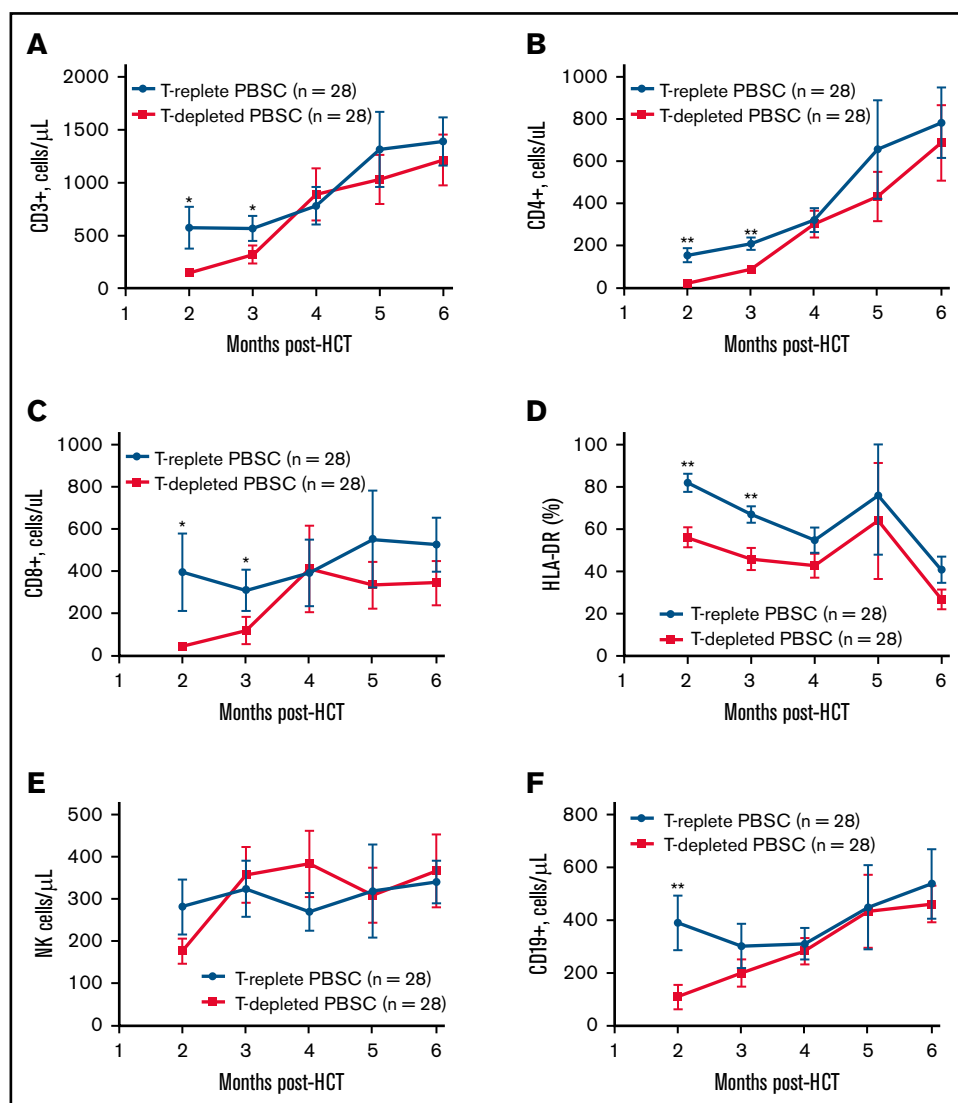 A
2000
1500
1000
500
0
CD3+, cells/μL
T-replete PBSC (n = 28)
T-depleted PBSC (n = 28)
*
*
1 2 3 4 5 6
Months post-HCT
B
1000
800
600
400
200
0
CD4+, cells/uL
T-replete PBSC (n = 28)
T-depleted PBSC (n = 28)
**
**
1 2 3 4 5 6
Months post-HCT
C
1000
800
600
400
200
0
CD8+, cells/uL
T-replete PBSC (n = 28)
T-depleted PBSC (n = 28)
*
*
1 2 3 4 5 6
Months post-HCT
D
100
80
60
40
20
0
HLA-DR (%)
**
**
T-replete PBSC (n = 28)
T-depleted PBSC (n = 28)
1 2 3 4 5 6
Months post-HCT
E
500
400
300
200
100
0
NK cells/μL
T-replete PBSC (n = 28)
T-depleted PBSC (n = 28)
1 2 3 4 5 6
Months post-HCT
F
800
600
400
200
0
CD19+, cells/μL
T-replete PBSC (n = 28)
T-depleted PBSC (n = 28)
**
1 2 3 4 5 6
Months post-HCT